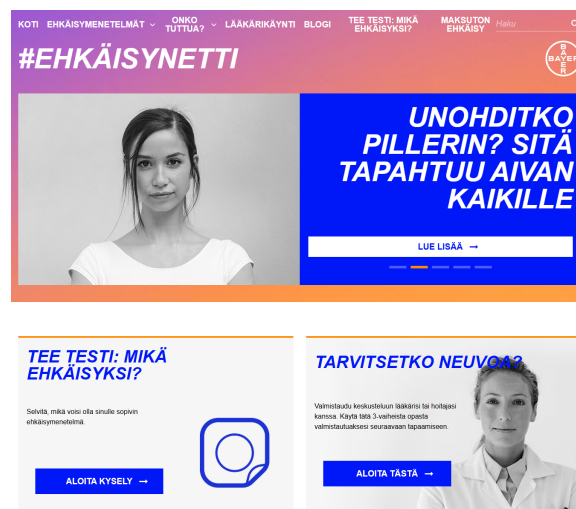 KOTI
EHKÄISYMENETELMÄT
ONKO
TUTTUA?
LÄÄKÄRIKÄYNTI
BLOGI
TEE TESTI: MIKÄ
EHKÄISYKSI?
MAKSUTON
EHKÄISY
Haku
#EHKÄISYNETTI
BAYER
BAYER
UNOHDITKO
PILLERIN? SITÄ
TAPAHTUU AIVAN
KAIKILLE
LUE LISÄÄ →
TEE TESTI: MIKÄ
EHKÄISYKSI?
Selvitä, mikä voisi olla sinulle sopivin
ehkäisymenetelmä.
ALOITA KYSELY →
TARVITSETKO NEUVOA?
Valmistaudu keskusteluun lääkärisi tai hoitajasi
kanssa. Käytä tätä 3-vaiheista opasta
valmistautuaksesi seuraavaan tapaamiseen.
ALOITA TÄSTÄ →